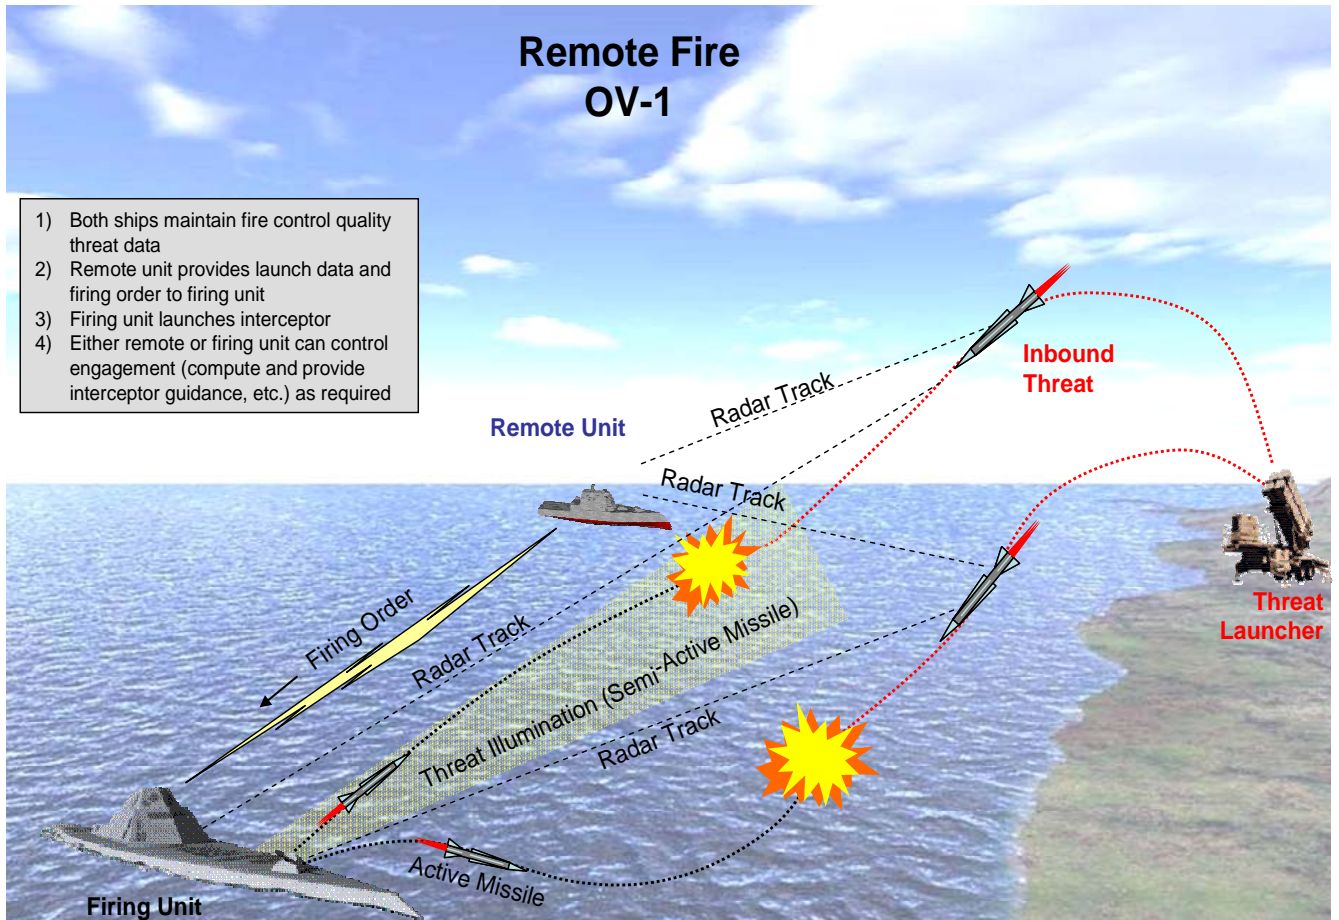 Remote Fire
OV-1
1) Both ships maintain fire control quality
threat data
2) Remote unit provides launch data and
firing order to firing unit
3) Firing unit launches interceptor
4) Either remote or firing unit can control
engagement (compute and provide
interceptor guidance, etc.) as required
Inbound
Threat
Radar Track
Remote Unit
Radar Track
Threat
Launcher
Firing Order
Radar Track
Threat Illumination (Semi-Active Missile)
Radar Track
Active Missile
Firing Unit